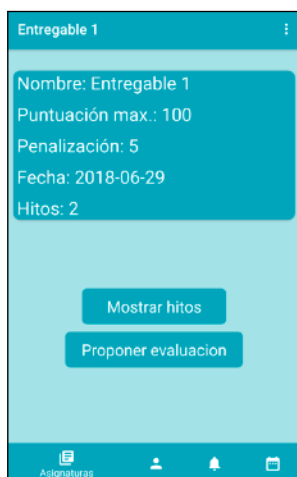 Entregable 1
Nombre: Entregable 1
Puntuación max.: 100
Penalización: 5
Fecha: 2018-06-29
Hitos: 2
Mostrar hitos
Proponer evaluacion
Asignaturas